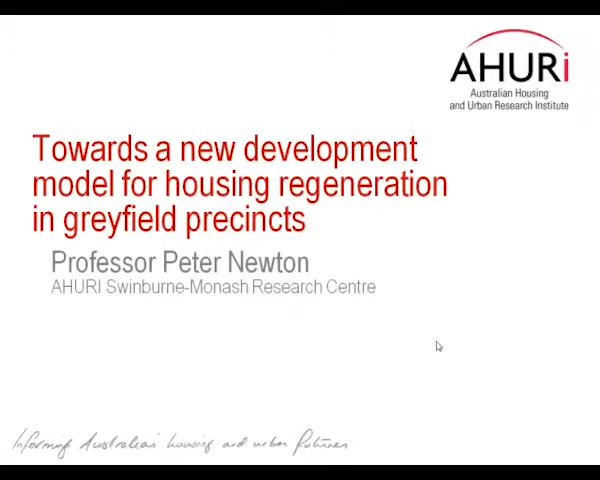 AHURi
Australian Housing
and Urban Research Institute
Towards a new development
model for housing regeneration
in greyfield precincts
Professor Peter Newton
AHURI Swinburne-Monash Research Centre
Informing Australia's housing and urban futures